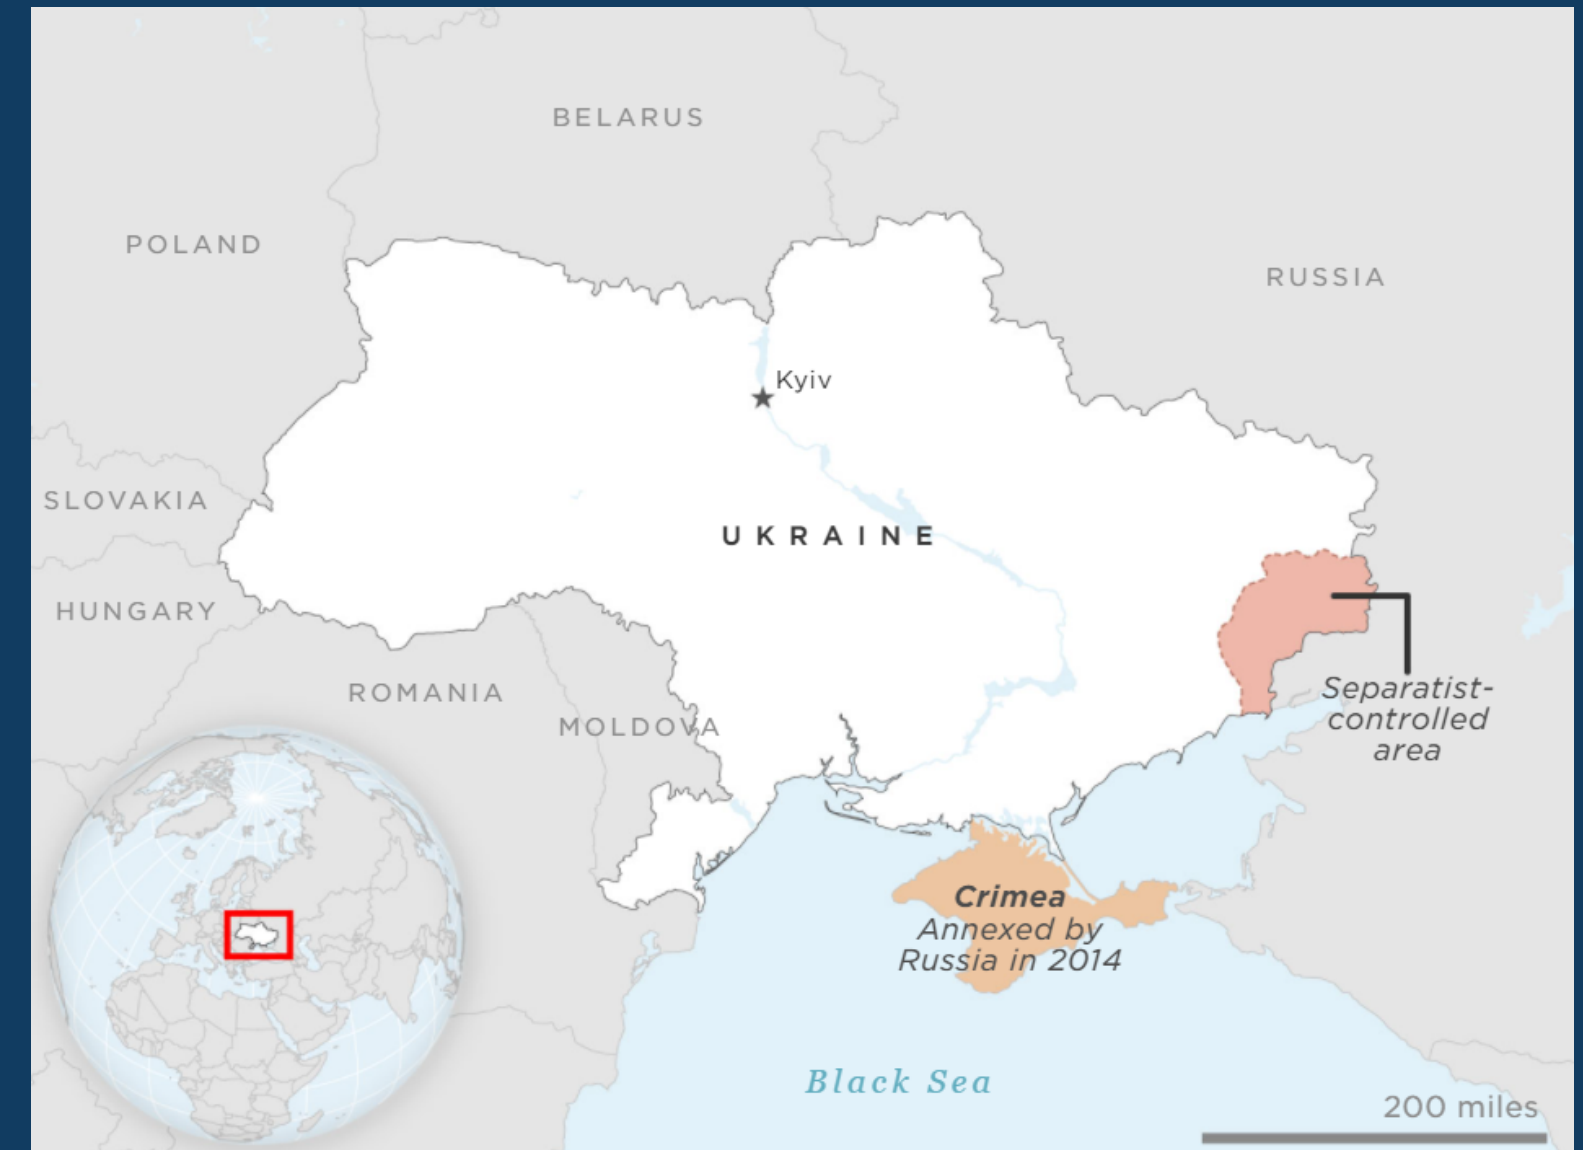 BELARUS
POLAND
RUSSIA
Kyiv
SLOVAKIA
UKRAINE
HUNGARY
ROMANIA
MOLDOVA
Separatist-
controlled
area
Crimea
Annexed by
Russia in 2014
Black Sea
200 miles